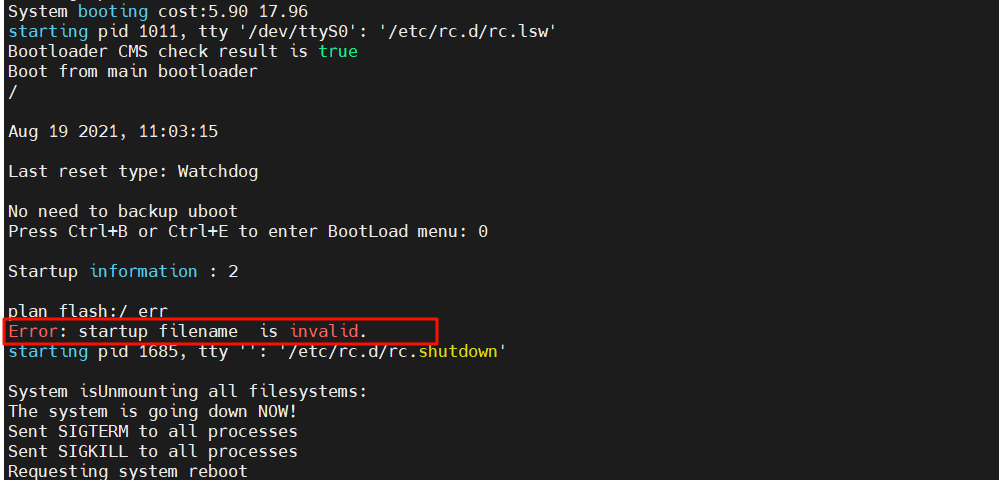 System booting cost:5.90 17.96
starting pid 1011, tty '/dev/ttyS0': '/etc/rc.d/rc.lsw'
Bootloader CMS check result is true
Boot from main bootloader
/
Aug 19 2021, 11:03:15
Last reset type: Watchdog
No need to backup uboot
Press Ctrl+B or Ctrl+E to enter BootLoad menu: 0
Startup information : 2
plan flash:/ err
Error: startup filename  is invalid.
starting pid 1685, tty '': '/etc/rc.d/rc.shutdown'
System isUnmounting all filesystems:
The system is going down NOW!
Sent SIGTERM to all processes
Sent SIGKILL to all processes
Requesting system reboot